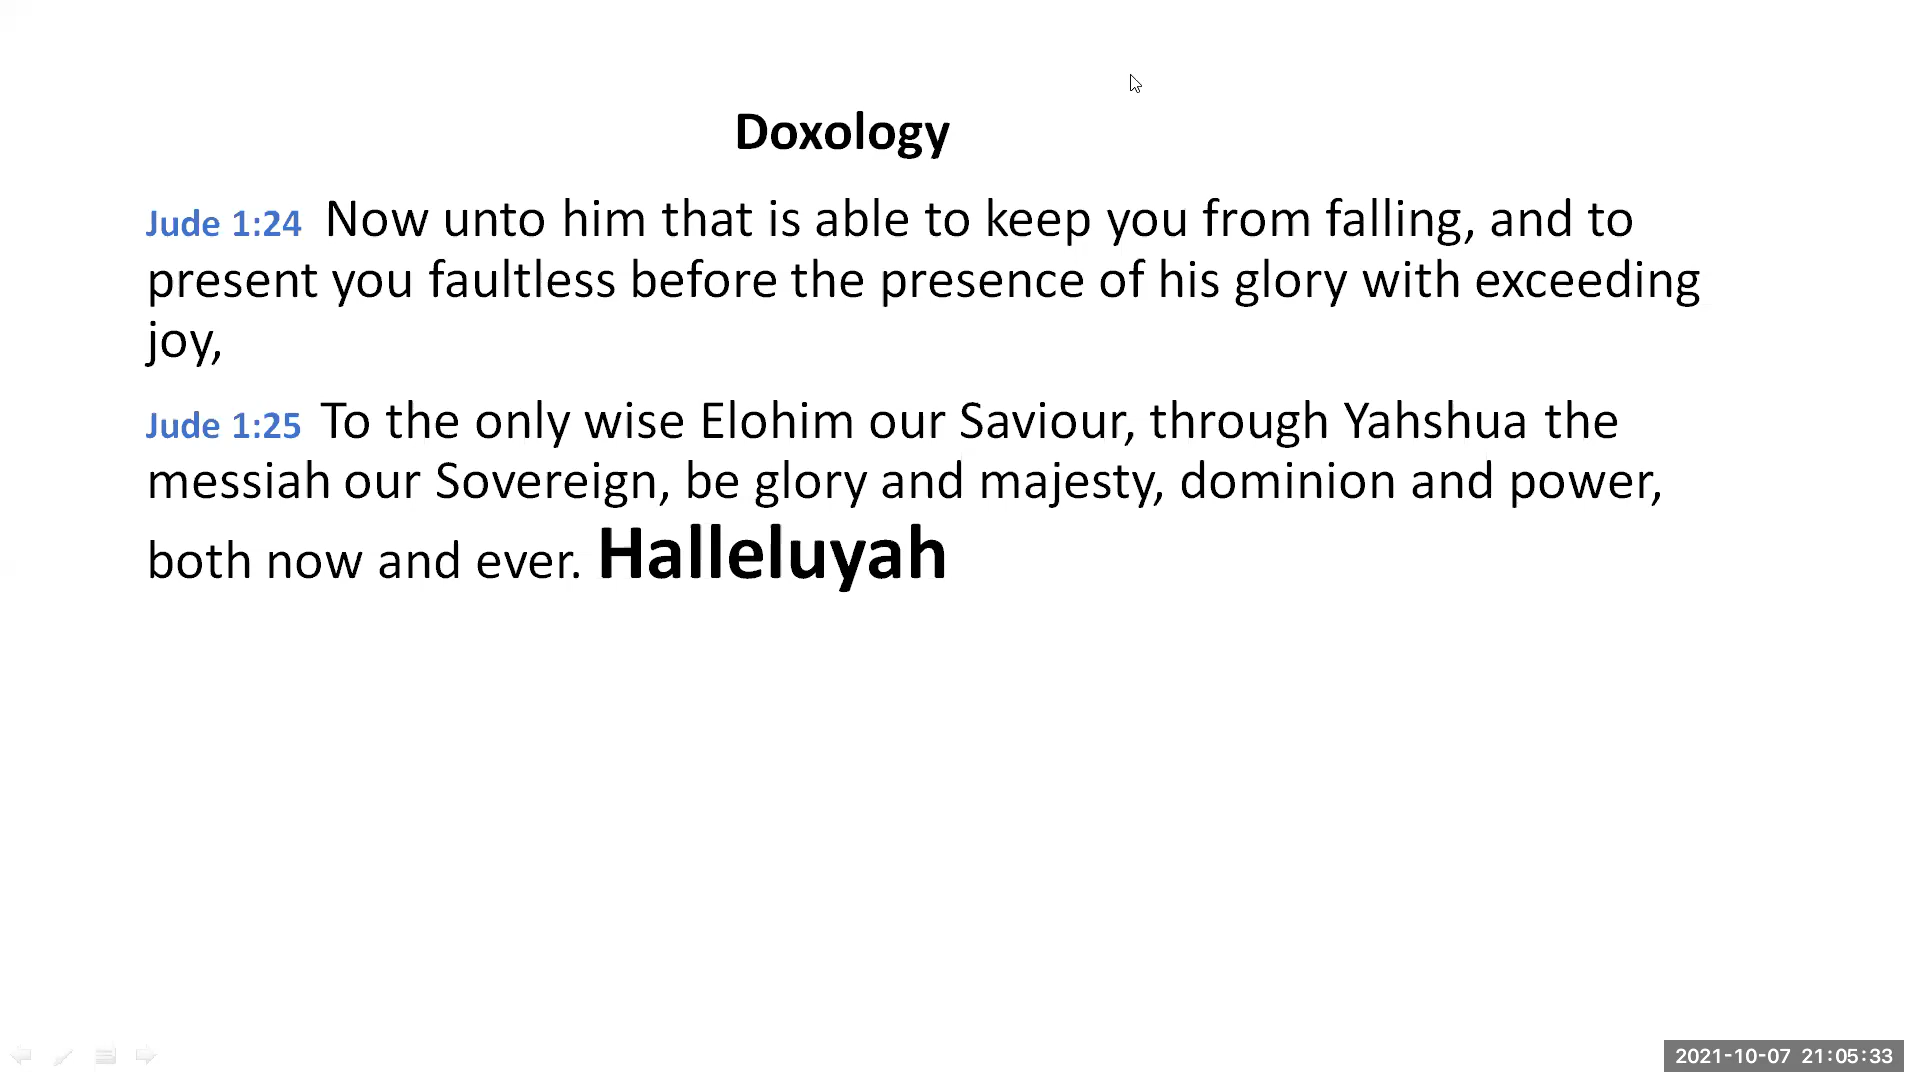 Doxology
Jude 1:24 Now unto him that is able to keep you from falling, and to
present you faultless before the presence of his glory with exceeding
joy,
Jude 1:25 To the only wise Elohim our Saviour, through Yahshua the
messiah our Sovereign, be glory and majesty, dominion and power,
both now and ever. Halleluyah
2021-10-07 21:05:33